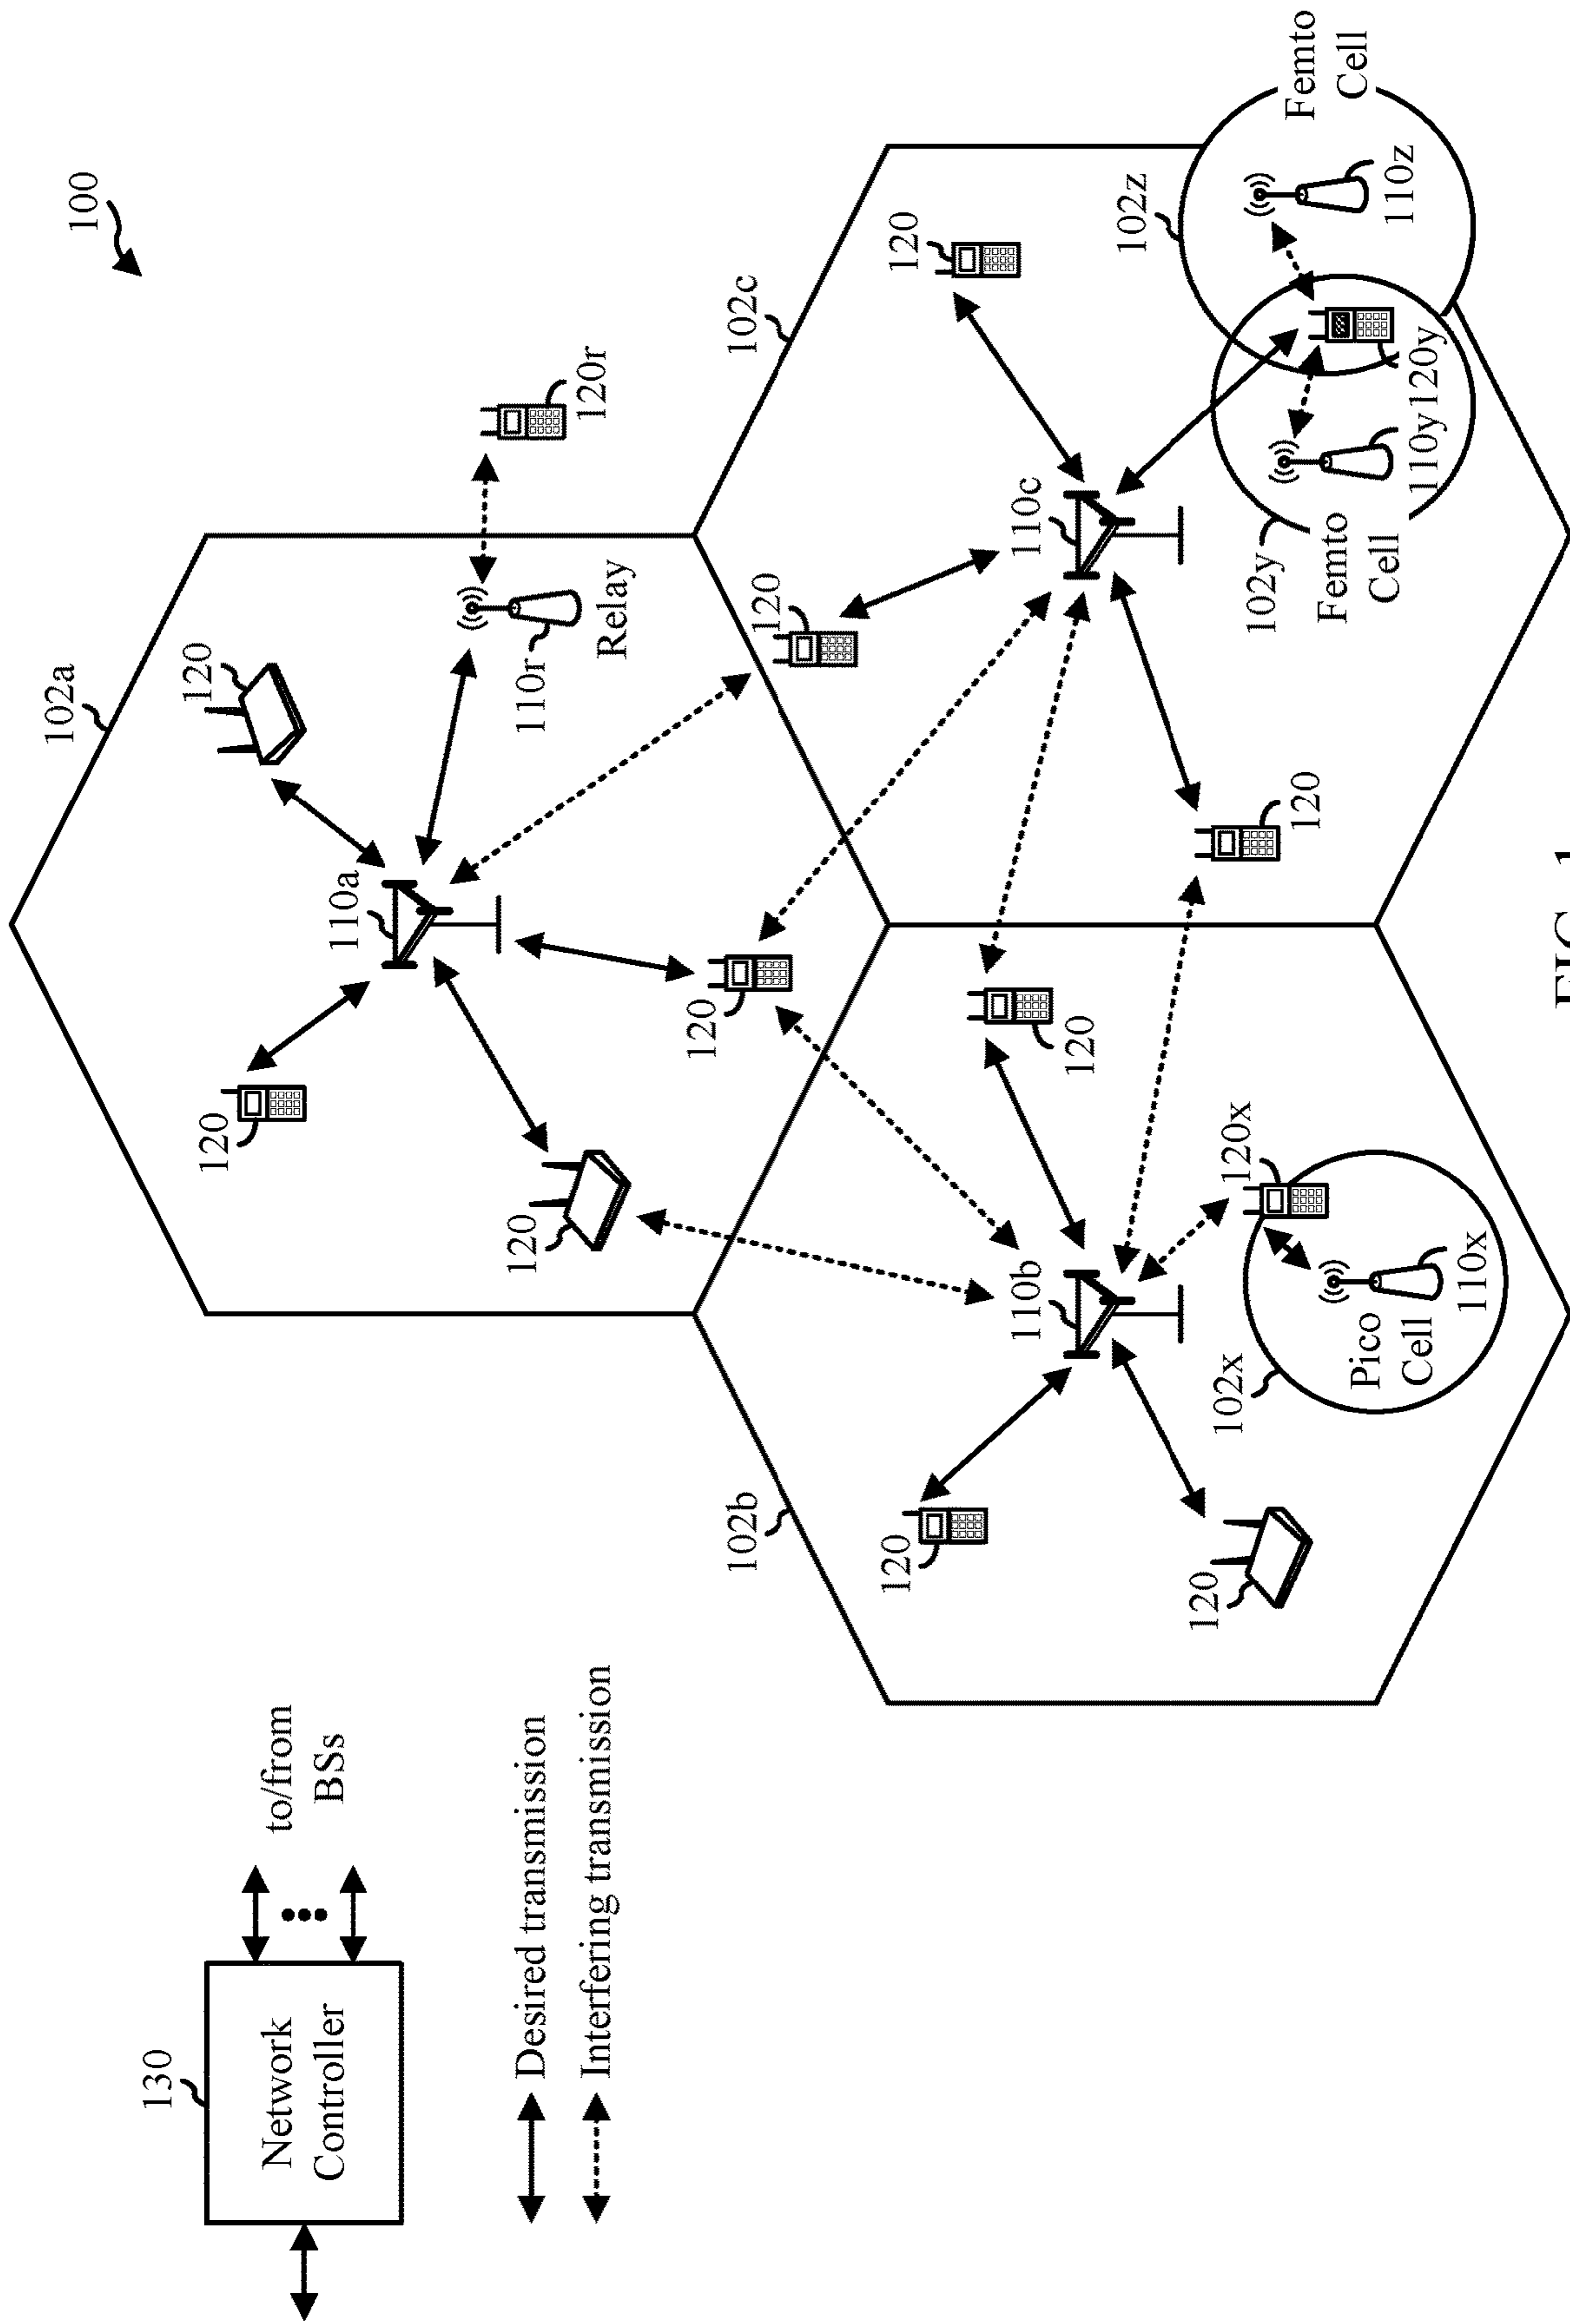 100
130
Network
Controller
to/from
BSs
Desired transmission
Interfering transmission
102a
120
120
110a
120
120
110r
Relay
120r
120
102b
102c
120
110b
120
120
110c
120
120
120
102x
Pico
Cell
110x
120x
102y
Femto
Cell
110y
120y
102z
110z
Femto
Cell
FIG. 1